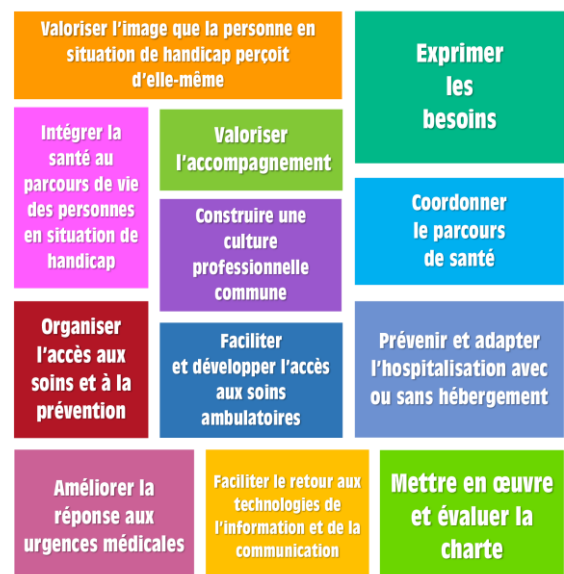 Valoriser l'image que la personne en
situation de handicap perçoit
d'elle-même
Exprimer
les
besoins
Intégrer la
santé au
parcours de vie
des personnes
en situation de
handicap
Valoriser
l'accompagnement
Construire une
culture
professionnelle
commune
Coordonner
le parcours
de santé
Organiser
l'accès aux
soins et à la
prévention
Faciliter
et développer l'accès
aux soins
ambulatoires
Prévenir et adapter
l'hospitalisation avec
ou sans hébergement
Améliorer la
réponse aux
urgences médicales
Faciliter le retour aux
technologies de
l'information et de la
communication
Mettre en œuvre
et évaluer la
charte